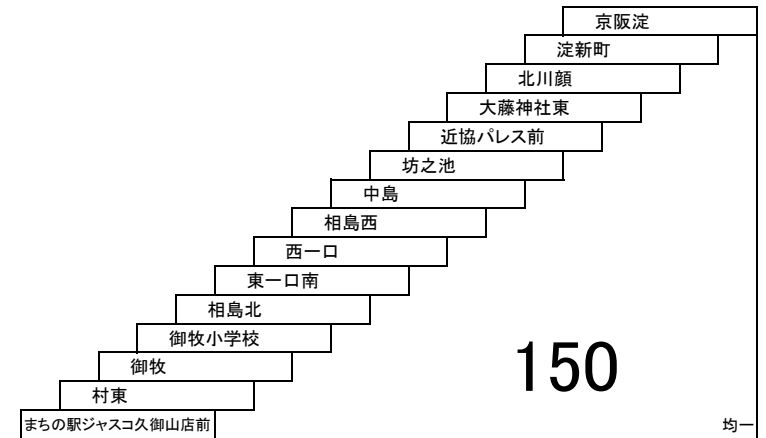 京阪淀
淀新町
北川顔
大藤神社東
近協パレス前
坊之池
中島
相島西
西一口
東一口南
相島北
御牧小学校
御牧
150
村東
まちの駅ジャスコ久御山店前
均一